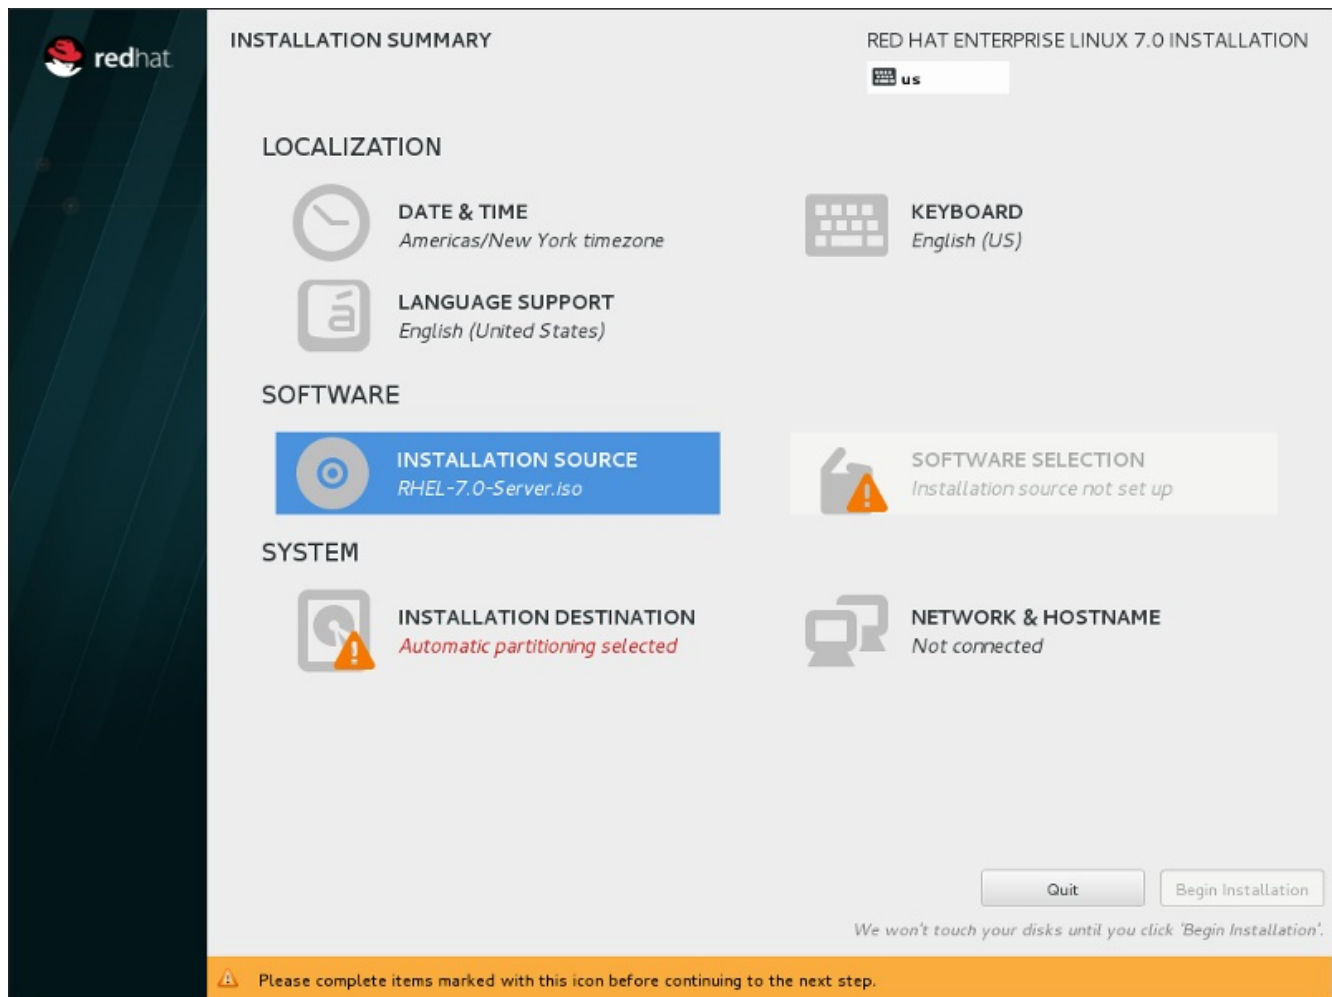 redhat.
INSTALLATION SUMMARY
RED HAT ENTERPRISE LINUX 7.0 INSTALLATION
us
LOCALIZATION
DATE & TIME
Americas/New York timezone
KEYBOARD
English (US)
á
LANGUAGE SUPPORT
English (United States)
SOFTWARE
INSTALLATION SOURCE
RHEL-7.0-Server.iso
SOFTWARE SELECTION
Installation source not set up
SYSTEM
INSTALLATION DESTINATION
Automatic partitioning selected
NETWORK & HOSTNAME
Not connected
Quit
Begin Installation
We won't touch your disks until you click 'Begin Installation'.
Please complete items marked with this icon before continuing to the next step.